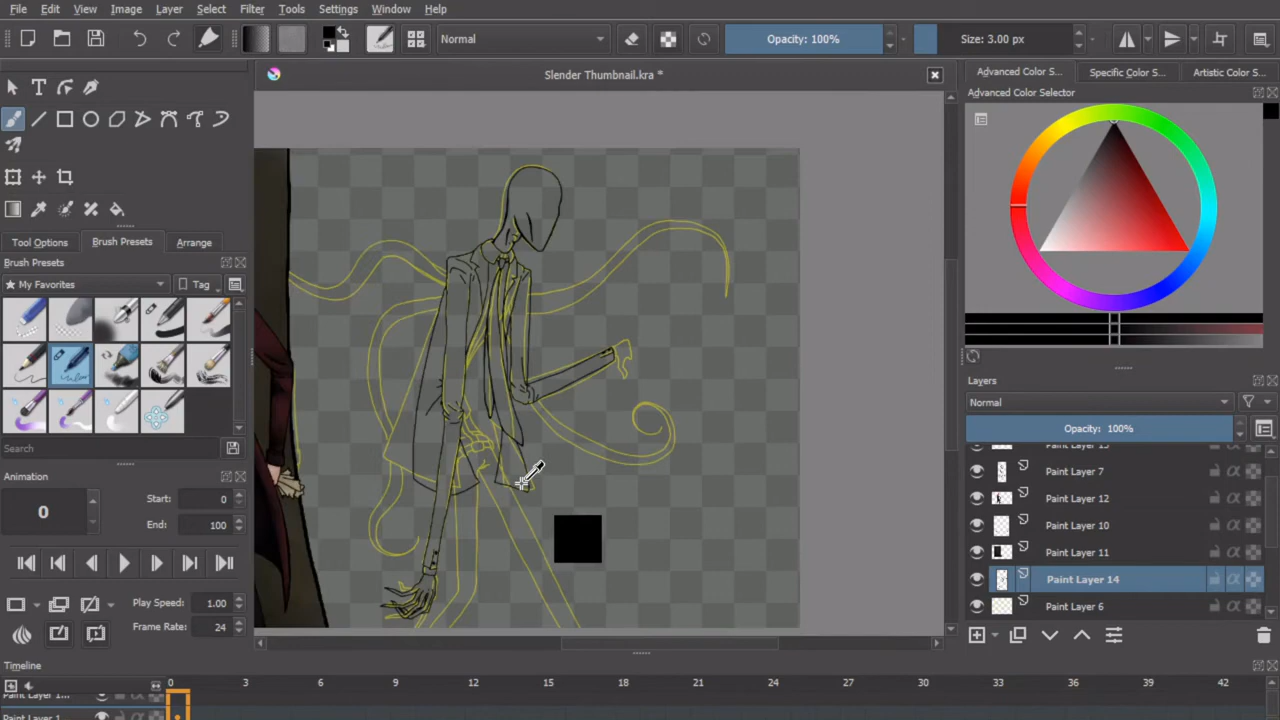 File Edit View Image Layer Select Filter Tools Settings Window Help
Normal
Opacity: 100%
Size: 3.00 px
Slender Thumbnail.kra *
Advanced Color S...
Specific Color S...
Artistic Color S...
Advanced Color Selector
Tool Options
Brush Presets
Arrange
Brush Presets
My Favorites
Tag
Search
Animation
0
Start: 0
End: 100
Play Speed: 1.00
Frame Rate: 24
Layers
Normal
Opacity: 100%
Paint Layer 7
Paint Layer 12
Paint Layer 10
Paint Layer 11
Paint Layer 14
Paint Layer 6
Timeline
0 3 6 9 12 15 18 21 24 27 30 33 36 39 42
Paint Layer 1...